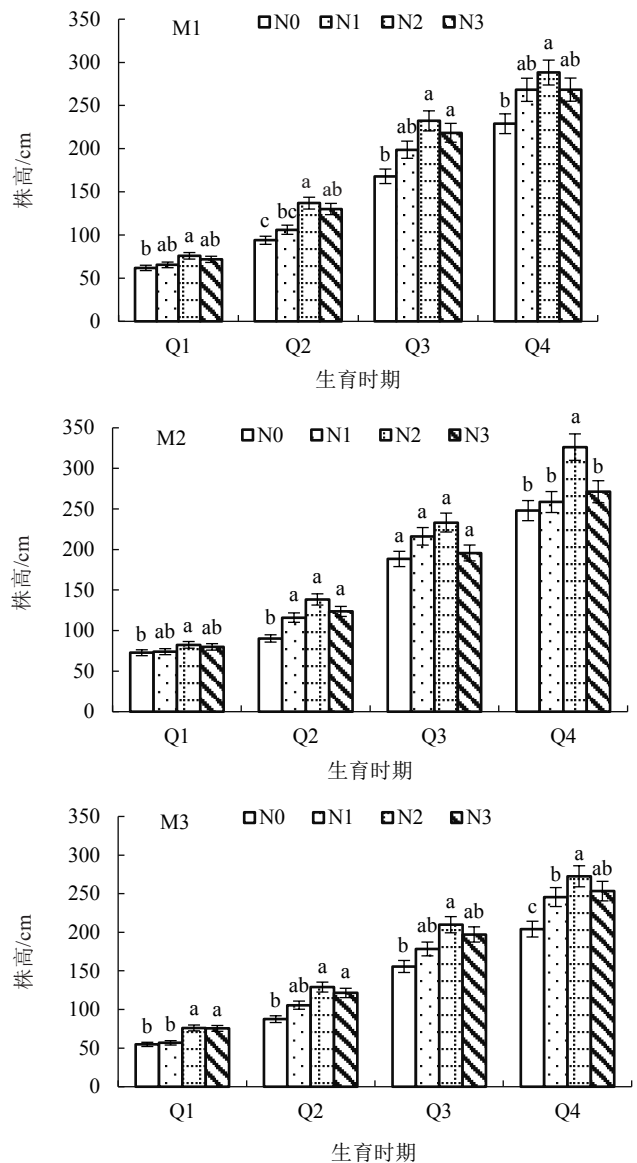 M1 N0 N1 N2 N3
株高/cm
350
300
250
200
150
100
50
0
b ab a ab
c bc a ab
b ab a a
b ab a ab
Q1 Q2 Q3 Q4
生育时期
M2 N0 N1 N2 N3
株高/cm
350
300
250
200
150
100
50
0
b ab a ab
b a a a
a a a a
b b a b
Q1 Q2 Q3 Q4
生育时期
M3 N0 N1 N2 N3
株高/cm
350
300
250
200
150
100
50
0
b b a a
b ab a a
b ab a ab
c b a ab
Q1 Q2 Q3 Q4
生育时期